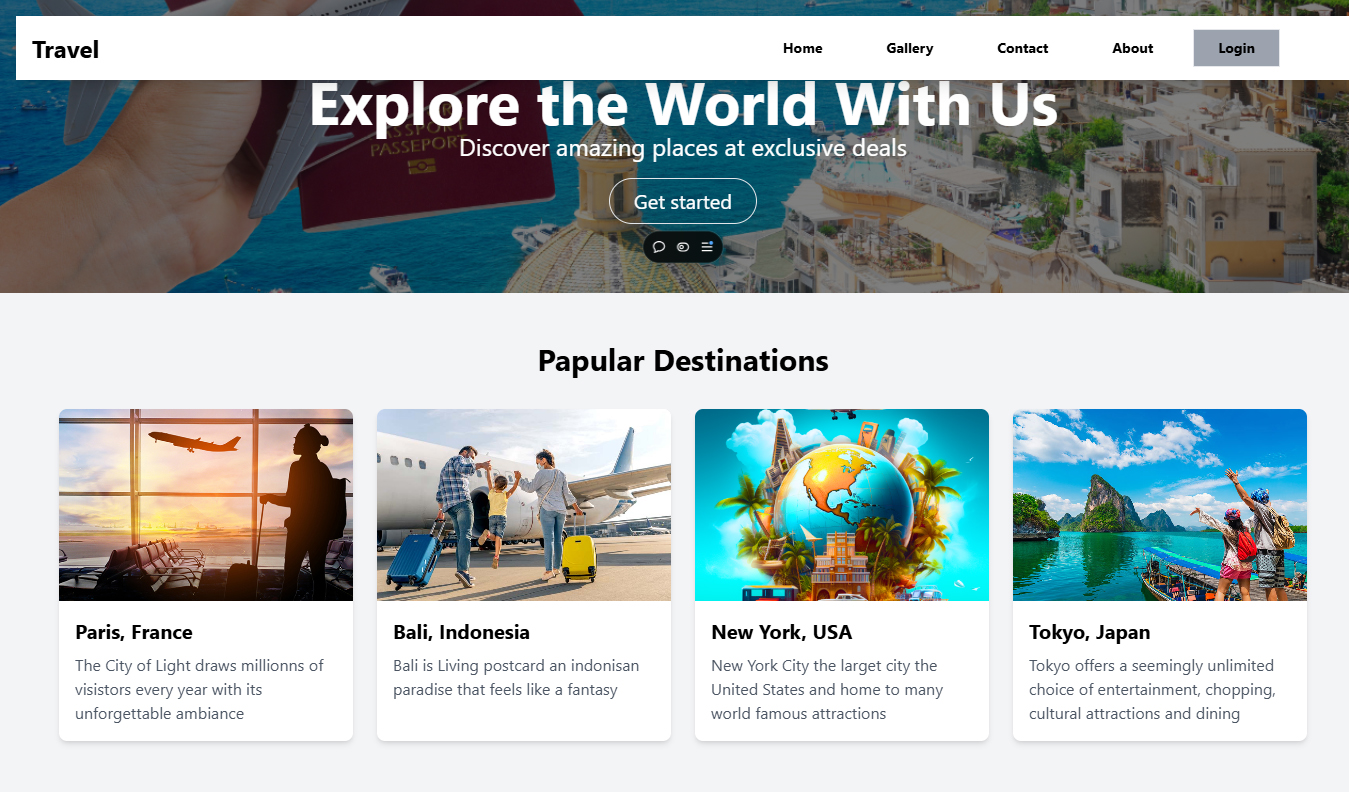 Travel
Home
Gallery
Contact
About
Login
Explore the World With Us
PASSPORT
PASSEPORT
Discover amazing places at exclusive deals
Get started
Papular Destinations
Paris, France
The City of Light draws millionns of
visistors every year with its
unforgettable ambiance
Bali, Indonesia
Bali is Living postcard an indonisan
paradise that feels like a fantasy
New York, USA
New York City the larget city the
United States and home to many
world famous attractions
Tokyo, Japan
Tokyo offers a seemingly unlimited
choice of entertainment, chopping,
cultural attractions and dining